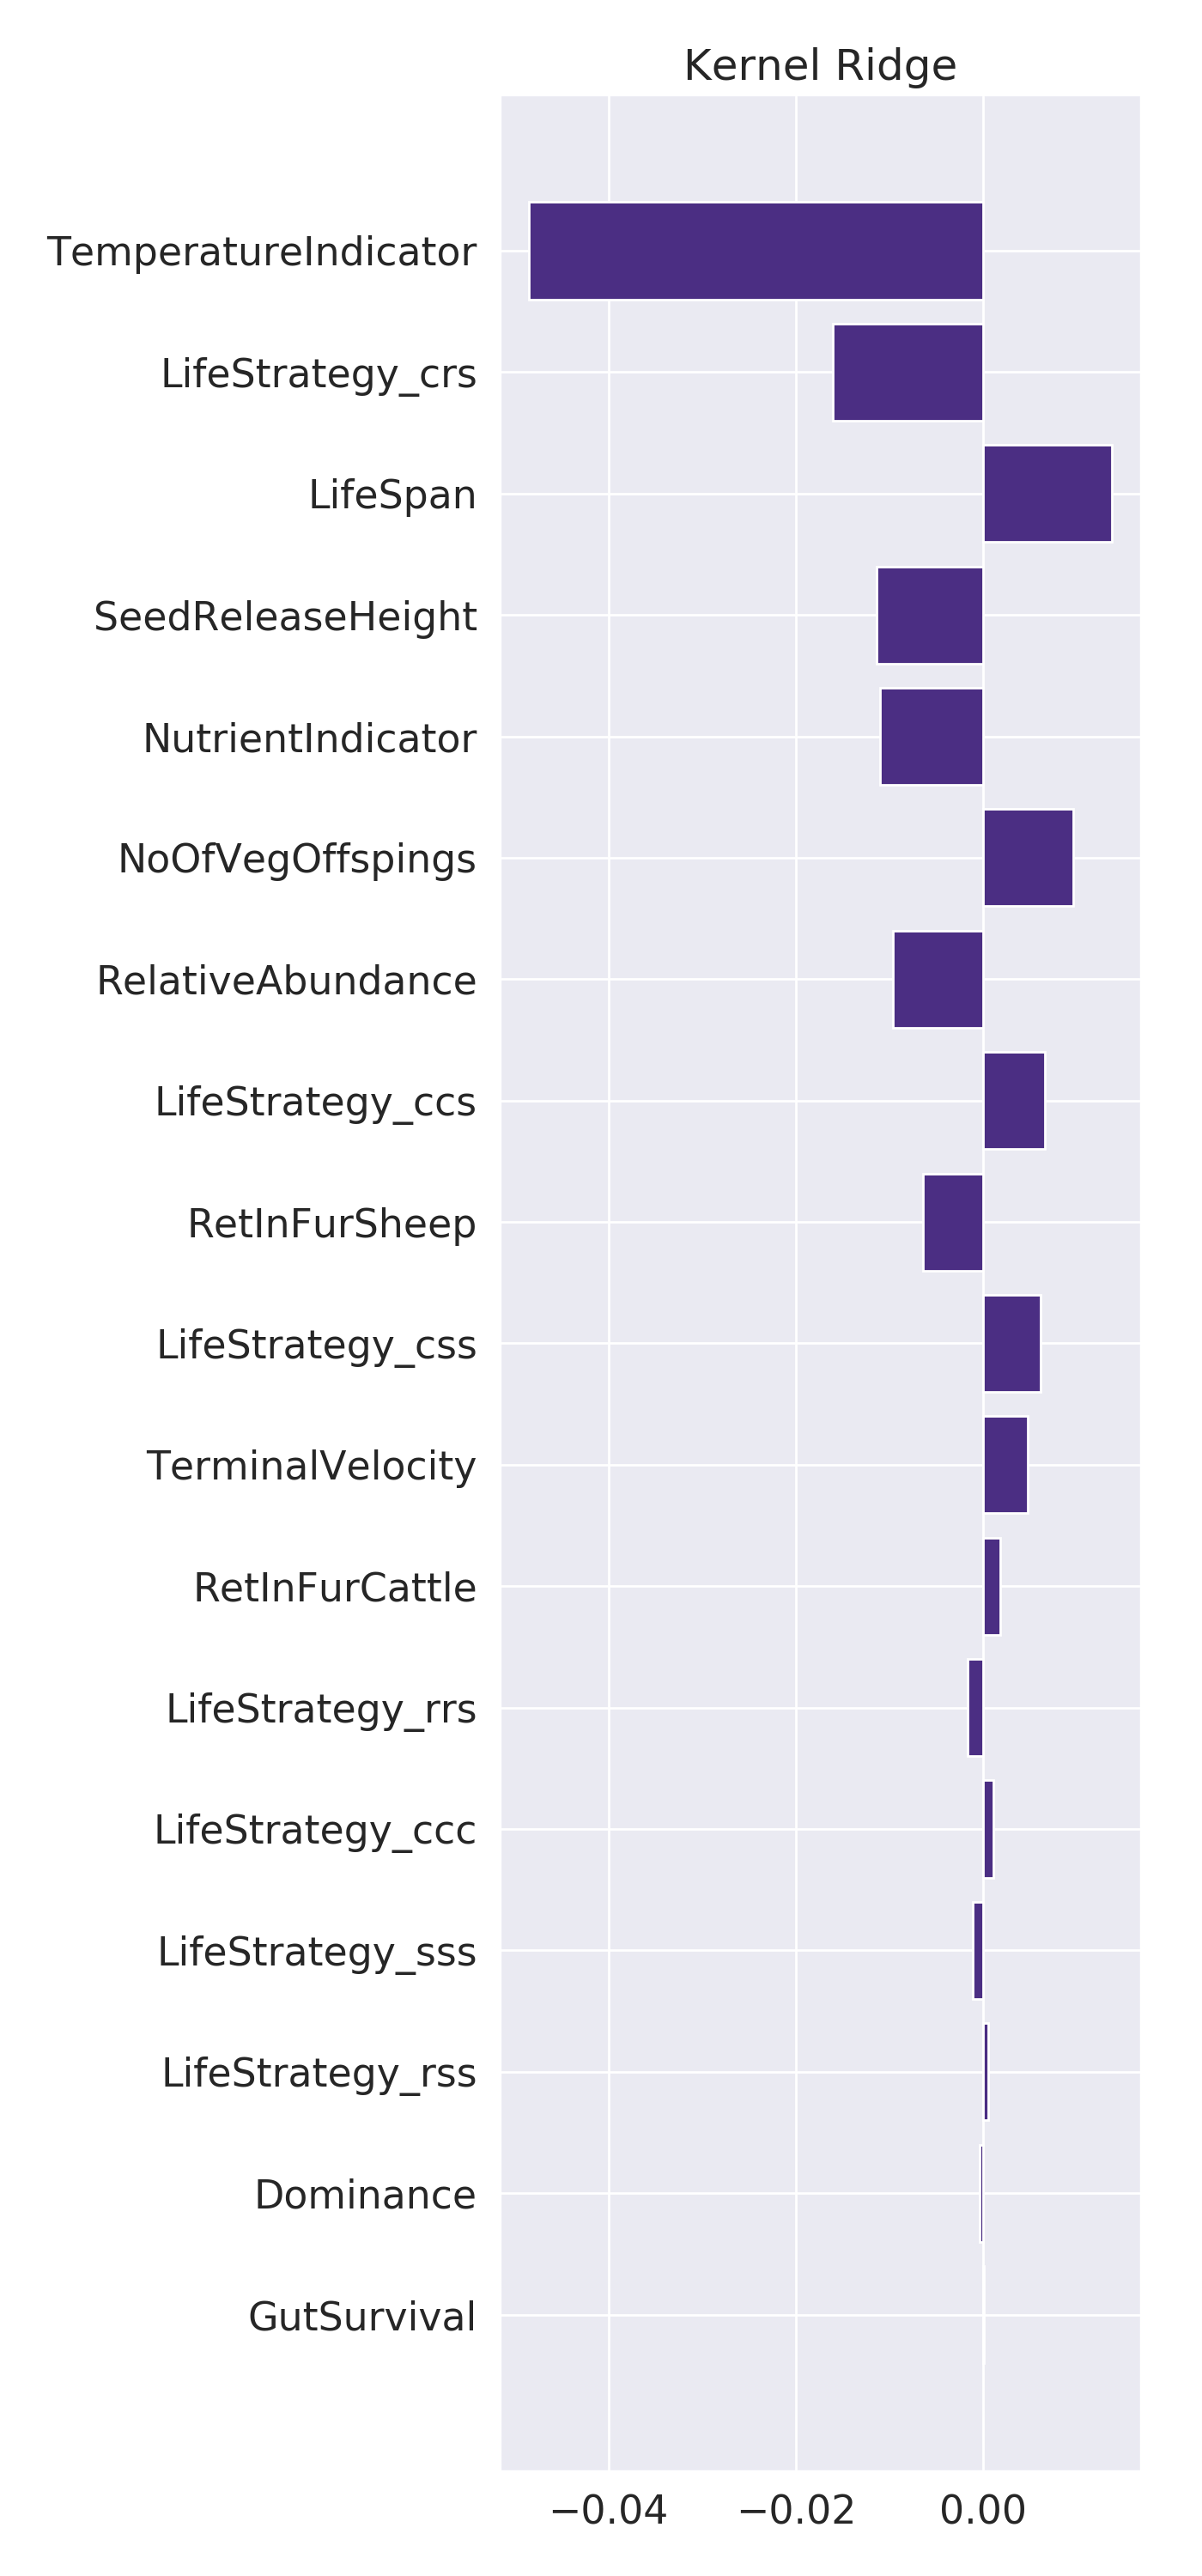 Kernel Ridge
TemperatureIndicator
LifeStrategy_crs
LifeSpan
SeedReleaseHeight
NutrientIndicator
NoOfVegOffspings
RelativeAbundance
LifeStrategy_ccs
RetInFurSheep
LifeStrategy_css
TerminalVelocity
RetInFurCattle
LifeStrategy_rrs
LifeStrategy_ccc
LifeStrategy_sss
LifeStrategy_rss
Dominance
GutSurvival
−0.04 −0.02 0.00